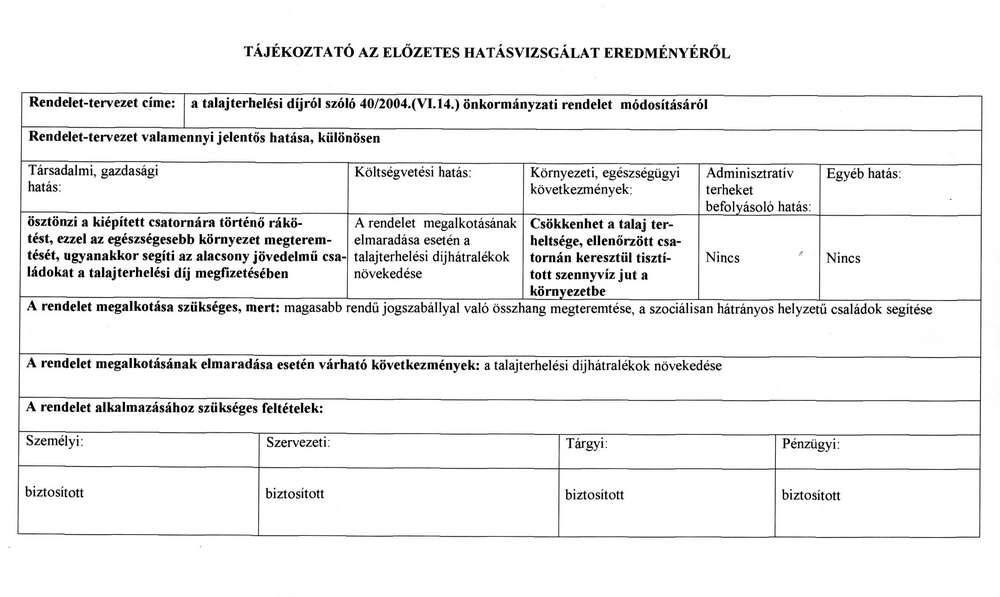 TÁJÉKOZTATÓ AZ ELŐZETES HATÁSVIZSGÁLAT EREDMÉNYÉRŐL
Rendelet-tervezet címe: a talajterhelési díjról szóló 40/2004.(VI.14.) önkormányzati rendelet módosításáról
Rendelet-tervezet valamennyi jelentős hatása, különösen
Társadalmi, gazdasági
hatás:
Költségvetési hatás:
Környezeti, egészségügyi
következmények:
Adminisztratív
terheket
befolyásoló hatás:
Egyéb hatás:
ösztönzi a kiépített csatornára történő rákö-
tést, ezzel az egészségesebb környezet megterem-
tését, ugyanakkor segíti az alacsony jövedelmű csa-
ládokat a talajterhelési díj megfizetésében
A rendelet megalkotásának
elmaradása esetén a
talajterhelési díjhátralékok
növekedése
Csökkenhet a talaj ter-
heltsége, ellenőrzött csa-
tornán keresztül tisztí-
tott szennyvíz jut a
környezetbe
Nincs
Nincs
A rendelet megalkotása szükséges, mert: magasabb rendű jogszabállyal való összhang megteremtése, a szociálisan hátrányos helyzetű családok segítése
A rendelet megalkotásának elmaradása esetén várható következmények: a talajterhelési díjhátralékok növekedése
A rendelet alkalmazásához szükséges feltételek:
Személyi: Szervezeti: Tárgyi: Pénzügyi:
biztosított biztosított biztosított biztosított